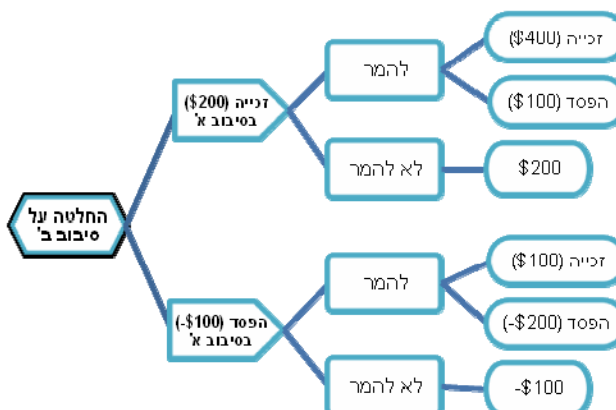 החלטה על
סיבוב ב'
זכייה ($200)
בסיבוב א'
להמר
זכייה ($400)
הפסד ($100)
לא להמר
$200
הפסד ($100-)
בסיבוב א'
להמר
זכייה ($100)
הפסד ($200-)
לא להמר
-$100